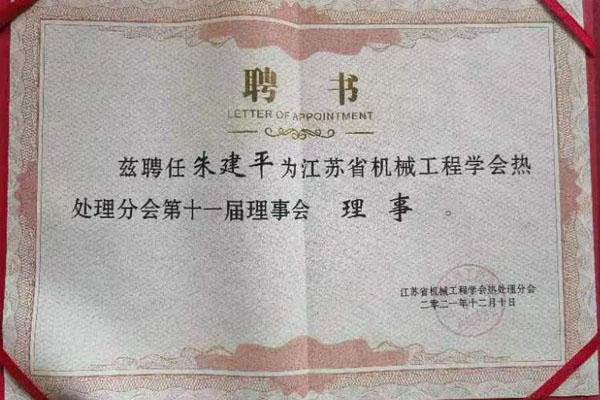 聘书
LETTER OF APPOINTMENT
兹聘任朱建平为江苏省机械工程学会热
处理分会第十一届理事会 理事 。
江苏省机械工程学会热处理分会
二零二一年十二月十日